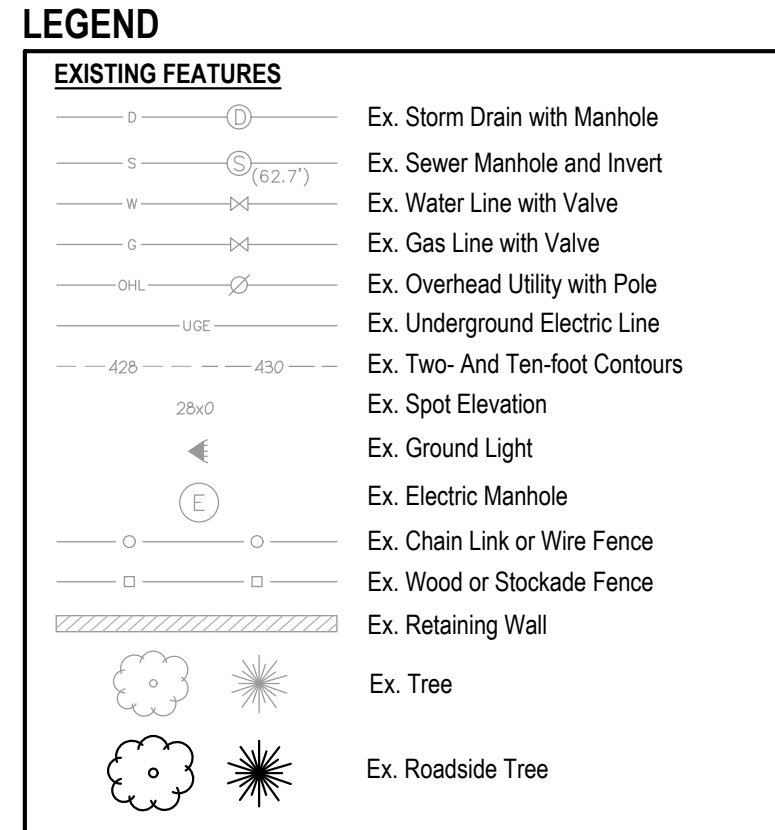 LEGEND
EXISTING FEATURES
D D Ex. Storm Drain with Manhole
S S (62.7') Ex. Sewer Manhole and Invert
W Ex. Water Line with Valve
G Ex. Gas Line with Valve
OHL Ex. Overhead Utility with Pole
UGE Ex. Underground Electric Line
428 430 Ex. Two- And Ten-foot Contours
28x0 Ex. Spot Elevation
Ex. Ground Light
E Ex. Electric Manhole
Ex. Chain Link or Wire Fence
Ex. Wood or Stockade Fence
Ex. Retaining Wall
Ex. Tree
Ex. Roadside Tree